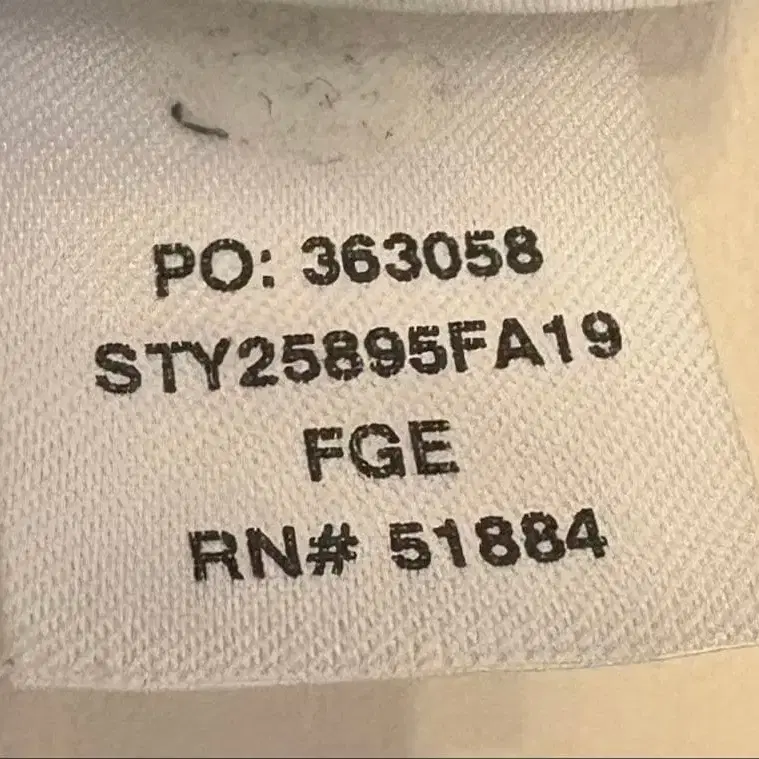 PO: 363058
STY25895FA19
FGE
RN# 51884